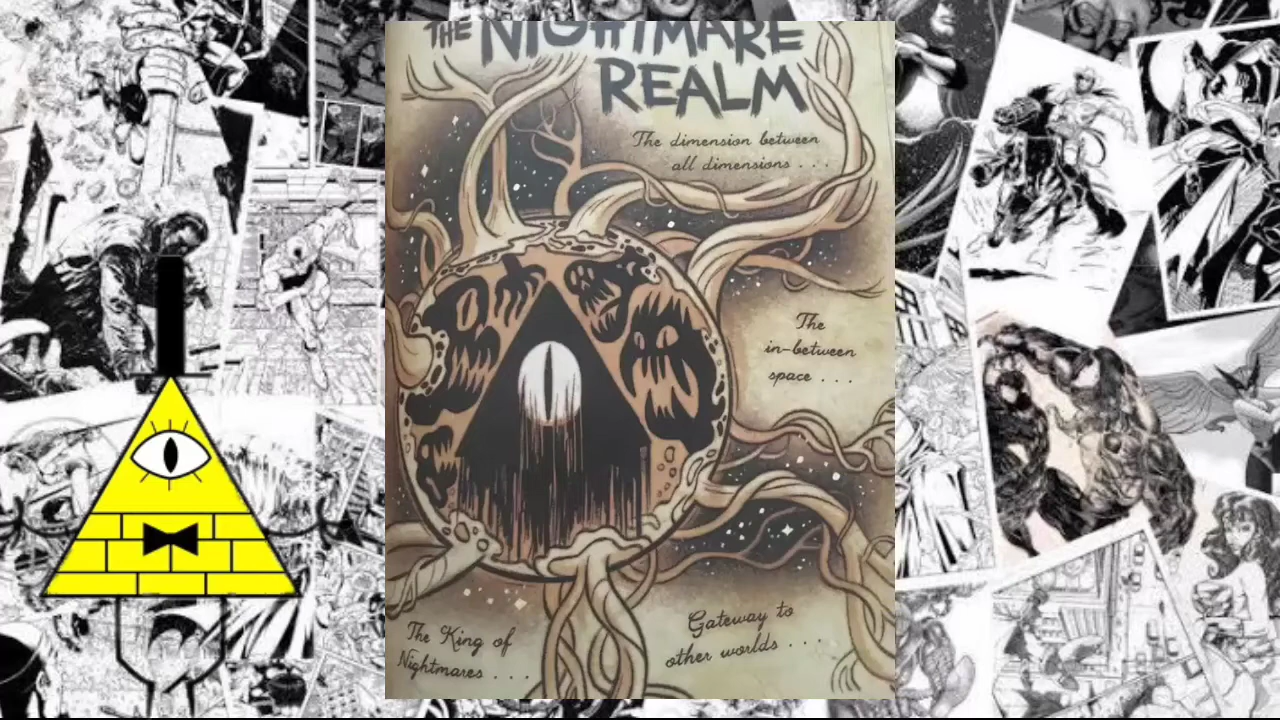 THE NIGHTMARE
REALM
The dimension between
all dimensions . . .
The
in-between
space . . .
Gateway to
other worlds . . .
The King of
Nightmares . . . .